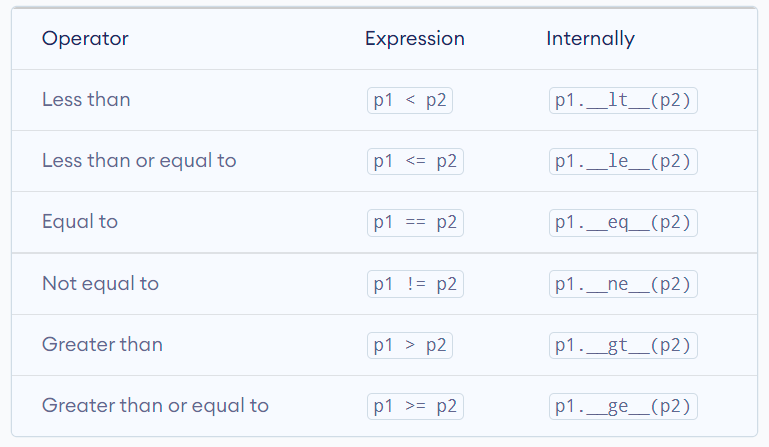 Operator Expression Internally
Less than p1 < p2 p1.__lt__(p2)
Less than or equal to p1 <= p2 p1.__le__(p2)
Equal to p1 == p2 p1.__eq__(p2)
Not equal to p1 != p2 p1.__ne__(p2)
Greater than p1 > p2 p1.__gt__(p2)
Greater than or equal to p1 >= p2 p1.__ge__(p2)